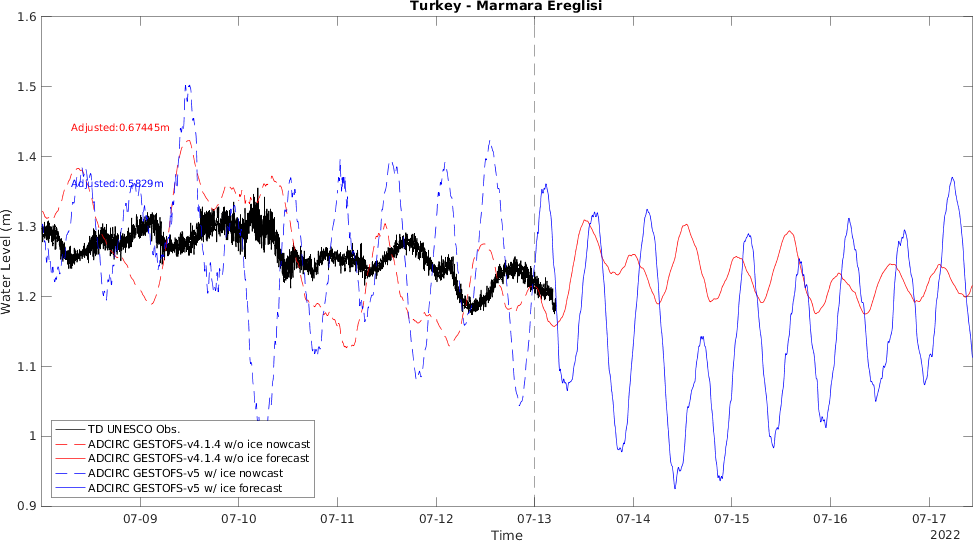 Turkey - Marmara Ereglisi
1.6
1.5
1.4
1.3
1.2
1.1
1
0.9
Water Level (m)
Adjusted:0.67445m
Adjusted:0.5829m
TD UNESCO Obs.
ADCIRC GESTOFS-v4.1.4 w/o ice nowcast
ADCIRC GESTOFS-v4.1.4 w/o ice forecast
ADCIRC GESTOFS-v5 w/ ice nowcast
ADCIRC GESTOFS-v5 w/ ice forecast
07-09 07-10 07-11 07-12 07-13 07-14 07-15 07-16 07-17
Time
2022